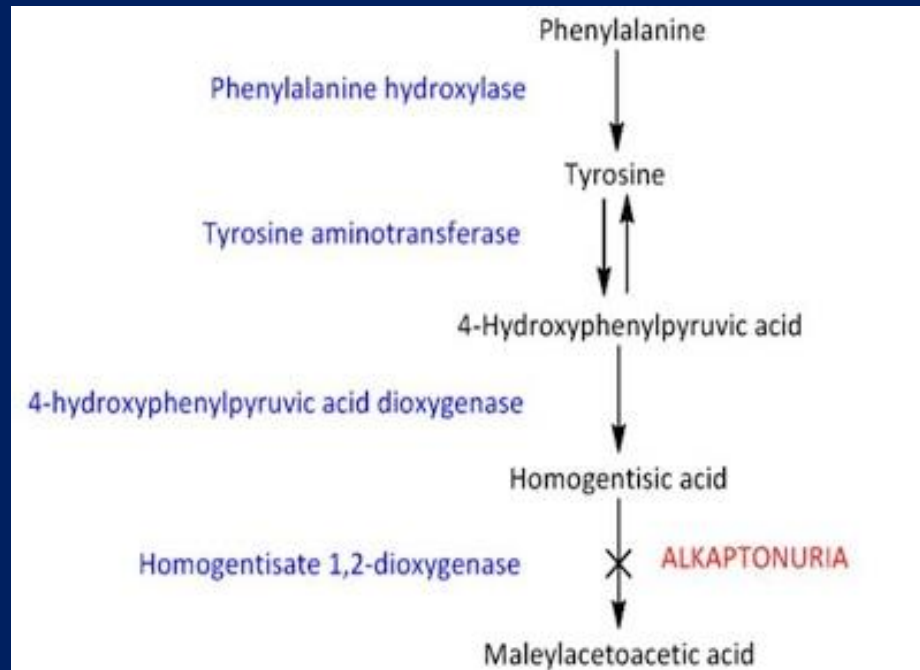 Phenylalanine
Phenylalanine hydroxylase
Tyrosine
Tyrosine aminotransferase
4-Hydroxyphenylpyruvic acid
4-hydroxyphenylpyruvic acid dioxygenase
Homogentisic acid
Homogentisate 1,2-dioxygenase
ALKAPTONURIA
Maleylacetoacetic acid